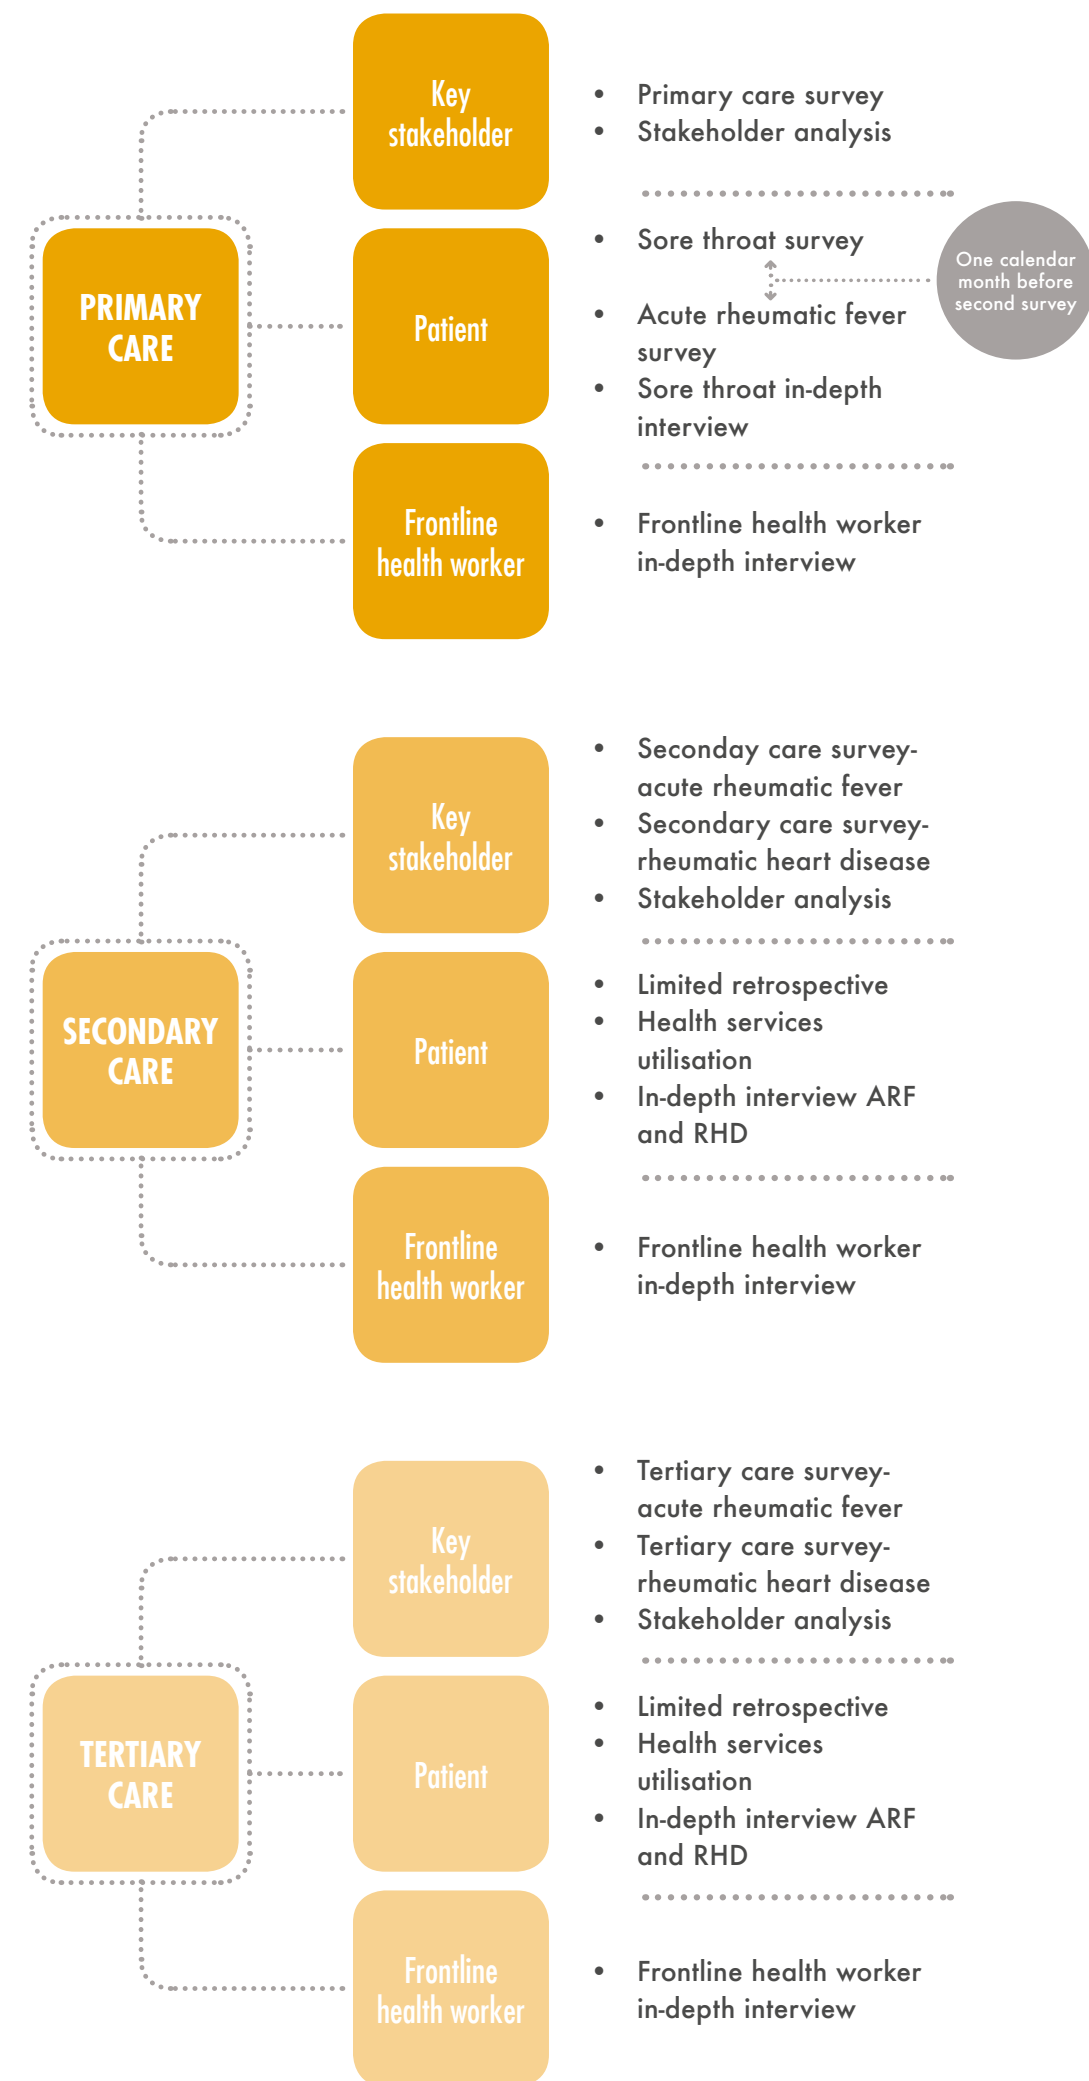 Key
stakeholder
• Primary care survey
• Stakeholder analysis
PRIMARY
CARE
Patient
• Sore throat survey
One calendar
month before
second survey
• Acute rheumatic fever
survey
• Sore throat in-depth
interview
Frontline
health worker
• Frontline health worker
in-depth interview
Key
stakeholder
• Seconday care survey-
acute rheumatic fever
• Secondary care survey-
rheumatic heart disease
• Stakeholder analysis
SECONDARY
CARE
Patient
• Limited retrospective
• Health services
utilisation
• In-depth interview ARF
and RHD
Frontline
health worker
• Frontline health worker
in-depth interview
Key
stakeholder
• Tertiary care survey-
acute rheumatic fever
• Tertiary care survey-
rheumatic heart disease
• Stakeholder analysis
TERTIARY
CARE
Patient
• Limited retrospective
• Health services
utilisation
• In-depth interview ARF
and RHD
Frontline
health worker
• Frontline health worker
in-depth interview